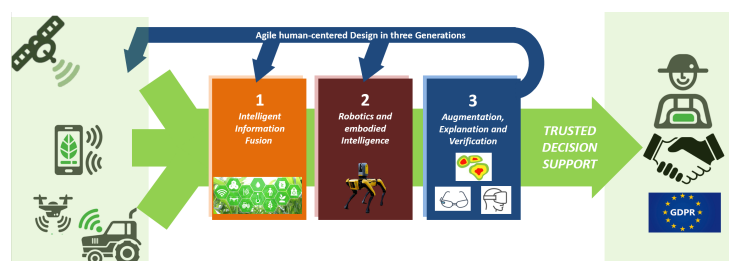 Agile human-centered Design in three Generations
1
Intelligent
Information
Fusion
2
Robotics and
embodied
Intelligence
3
Augmentation,
Explanation and
Verification
TRUSTED
DECISION
SUPPORT
GDPR